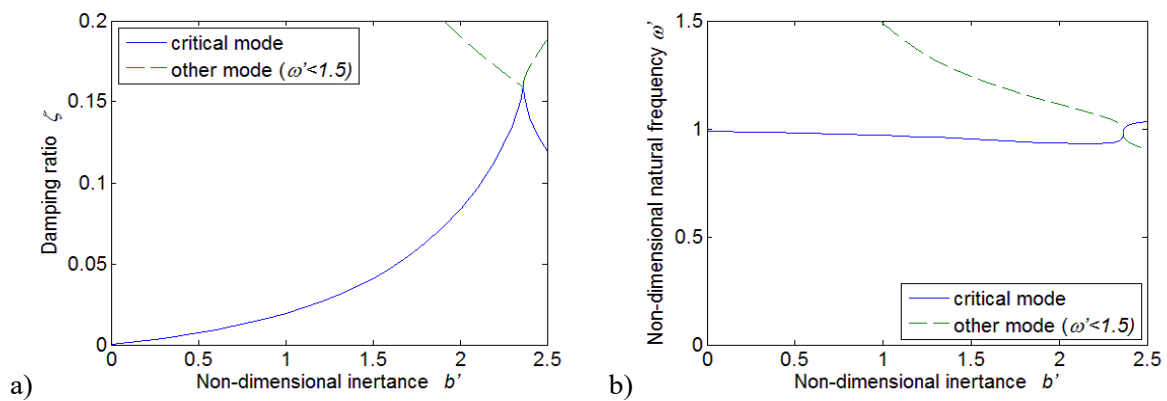 0.2
0.15
0.1
0.05
0
Damping ratio ζ
critical mode
other mode (ω'<1.5)
0
0.5
1
1.5
2
2.5
Non-dimensional inertance b'
a)
1.5
1
0.5
0
Non-dimensional natural frequency ω'
critical mode
other mode (ω'<1.5)
0
0.5
1
1.5
2
2.5
Non-dimensional inertance b'
b)